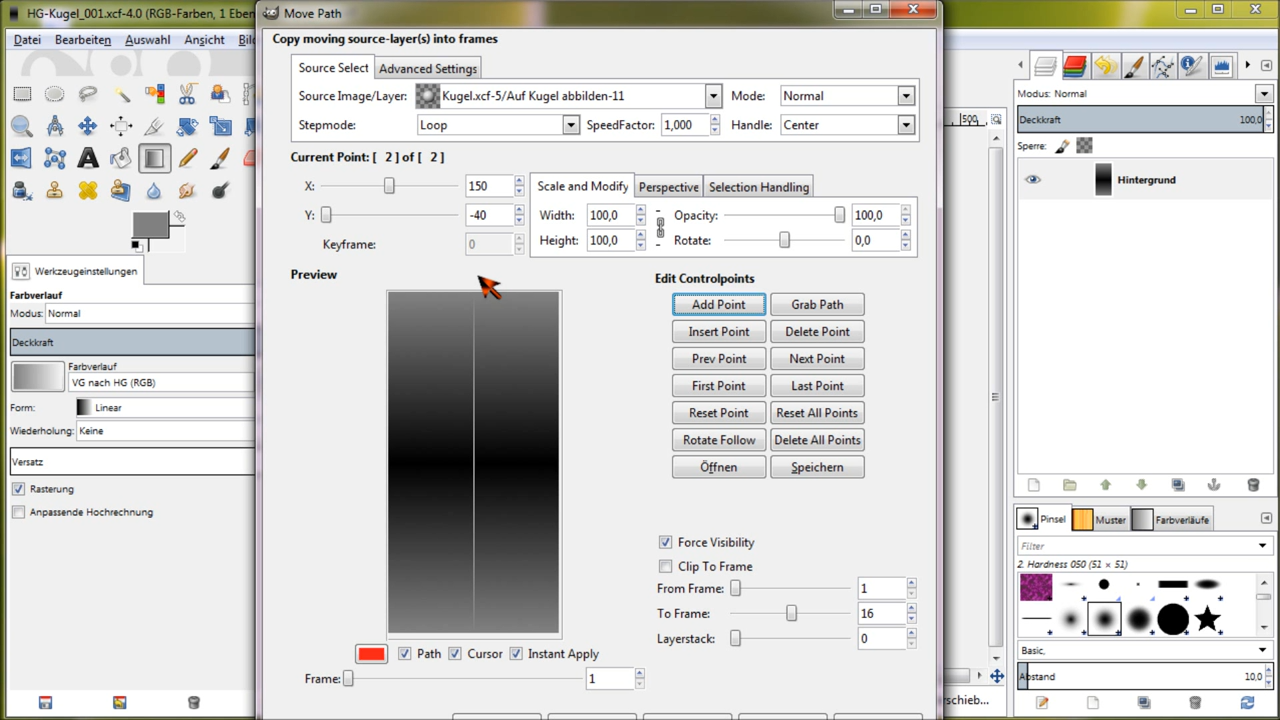 HG-Kugel_001.xcf-4.0 (RGB-Farben, 1 Eben
Datei Bearbeiten Auswahl Ansicht Bil
Werkzeugeinstellungen
Farbverlauf
Modus: Normal
Deckkraft
Farbverlauf
VG nach HG (RGB)
Form: Linear
Wiederholung: Keine
Versatz
Rasterung
Anpassende Hochrechnung
Move Path
Copy moving source-layer(s) into frames
Source Select Advanced Settings
Source Image/Layer: Kugel.xcf-5/Auf Kugel abbilden-11 Mode: Normal
Stepmode: Loop SpeedFactor: 1,000 Handle: Center
Current Point: [ 2 ] of [ 2 ]
X: 150
Y: -40
Keyframe: 0
Scale and Modify Perspective Selection Handling
Width: 100,0 Opacity: 100,0
Height: 100,0 Rotate: 0,0
Preview
Edit Controlpoints
Add Point Grab Path
Insert Point Delete Point
Prev Point Next Point
First Point Last Point
Reset Point Reset All Points
Rotate Follow Delete All Points
Öffnen Speichern
Force Visibility
Clip To Frame
From Frame: 1
To Frame: 16
Layerstack: 0
Path Cursor Instant Apply
Frame: 1
500
schieb...
Modus: Normal
Deckkraft 100,0
Sperre:
Hintergrund
Pinsel Muster Farbverläufe
Filter
2. Hardness 050 (51 × 51)
Basic,
Abstand 10,0